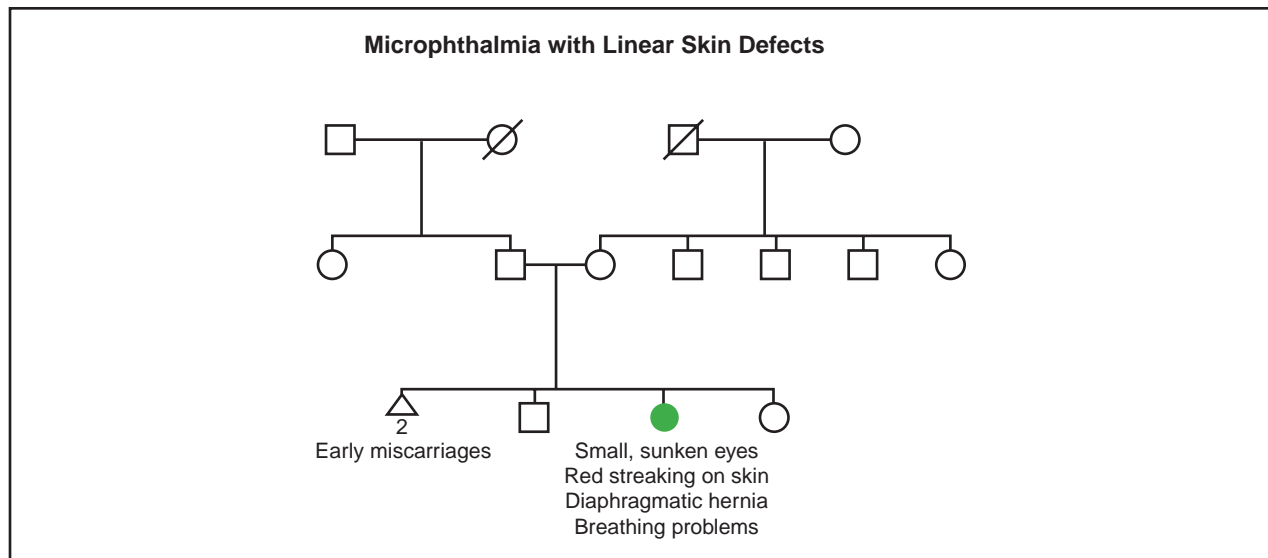 Microphthalmia with Linear Skin Defects
2
Early miscarriages
Small, sunken eyes
Red streaking on skin
Diaphragmatic hernia
Breathing problems